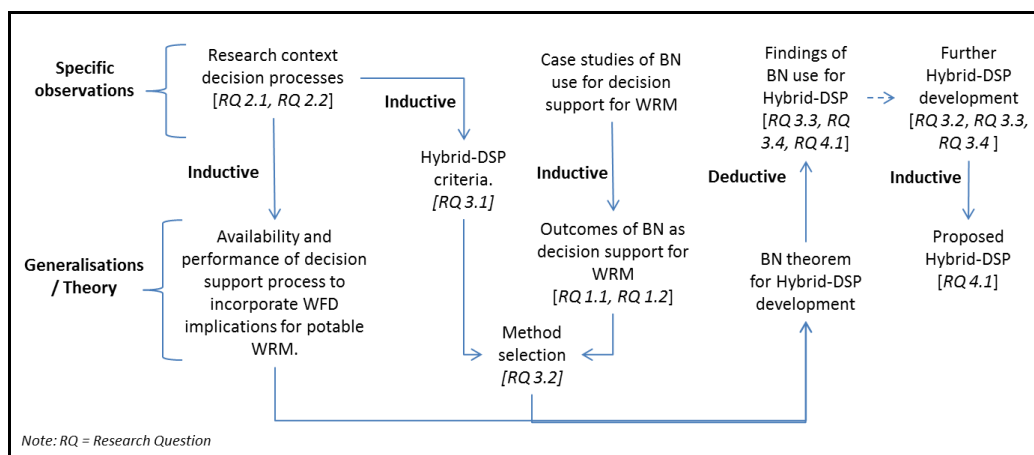 Specific
observations
Research context
decision processes
[RQ 2.1, RQ 2.2]
Inductive
Inductive
Hybrid-DSP
criteria.
[RQ 3.1]
Case studies of BN
use for decision
support for WRM
Inductive
Findings of
BN use for
Hybrid-DSP
[RQ 3.3, RQ
3.4, RQ 4.1]
Deductive
Further
Hybrid-DSP
development
[RQ 3.2, RQ 3.3,
RQ 3.4 ]
Inductive
Generalisations
/ Theory
Availability and
performance of decision
support process to
incorporate WFD
implications for potable
WRM.
Outcomes of BN as
decision support for
WRM
[RQ 1.1, RQ 1.2]
Method
selection
[RQ 3.2]
BN theorem
for Hybrid-DSP
development
Proposed
Hybrid-DSP
[RQ 4.1]
Note: RQ = Research Question